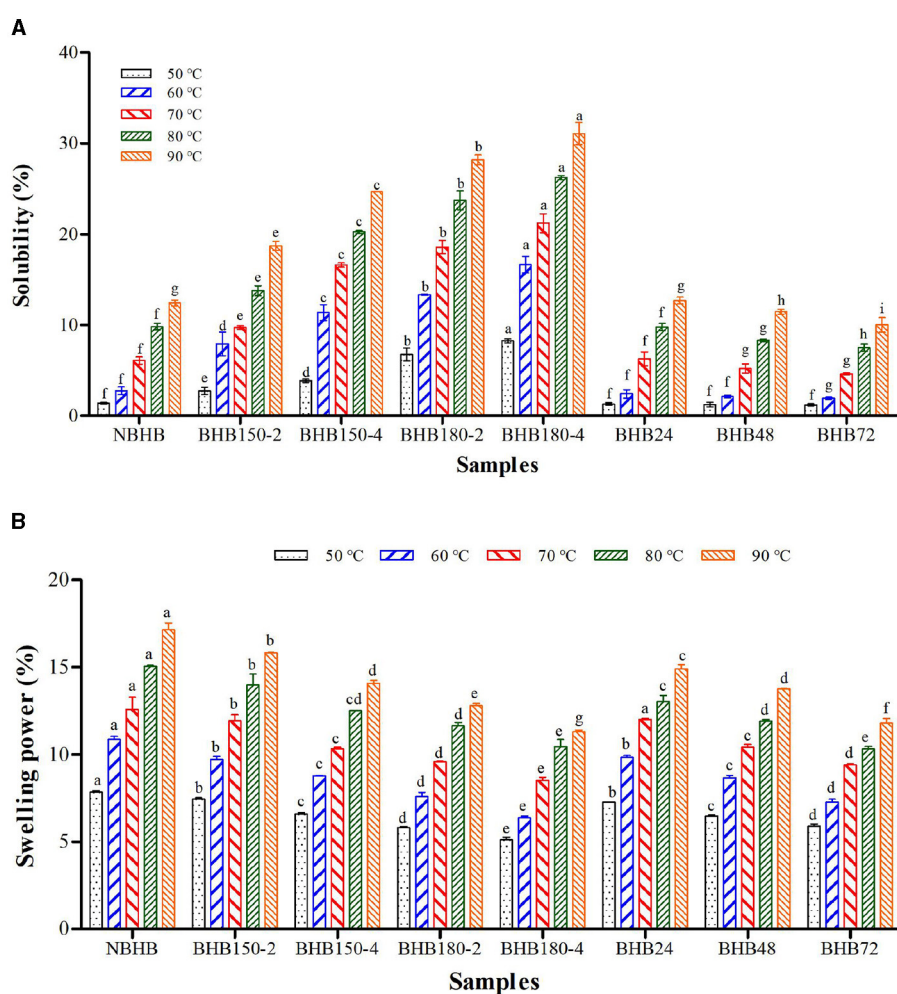 A
40
30
20
10
0
Solubility (%)
50 °C
60 °C
70 °C
80 °C
90 °C
f f f f g
e d e e e
d c c c c
b b b b b
a a a a a
f f f f g
f f g g h
f g g h i
NBHB BHB150-2 BHB150-4 BHB180-2 BHB180-4 BHB24 BHB48 BHB72
Samples
B
50 °C 60 °C 70 °C 80 °C 90 °C
20
15
10
5
0
Swelling power (%)
a a a a a
b b b b b
c c c cd d
d d d d e
e e e e g
b b a c c
c c c d d
d d d e f
NBHB BHB150-2 BHB150-4 BHB180-2 BHB180-4 BHB24 BHB48 BHB72
Samples